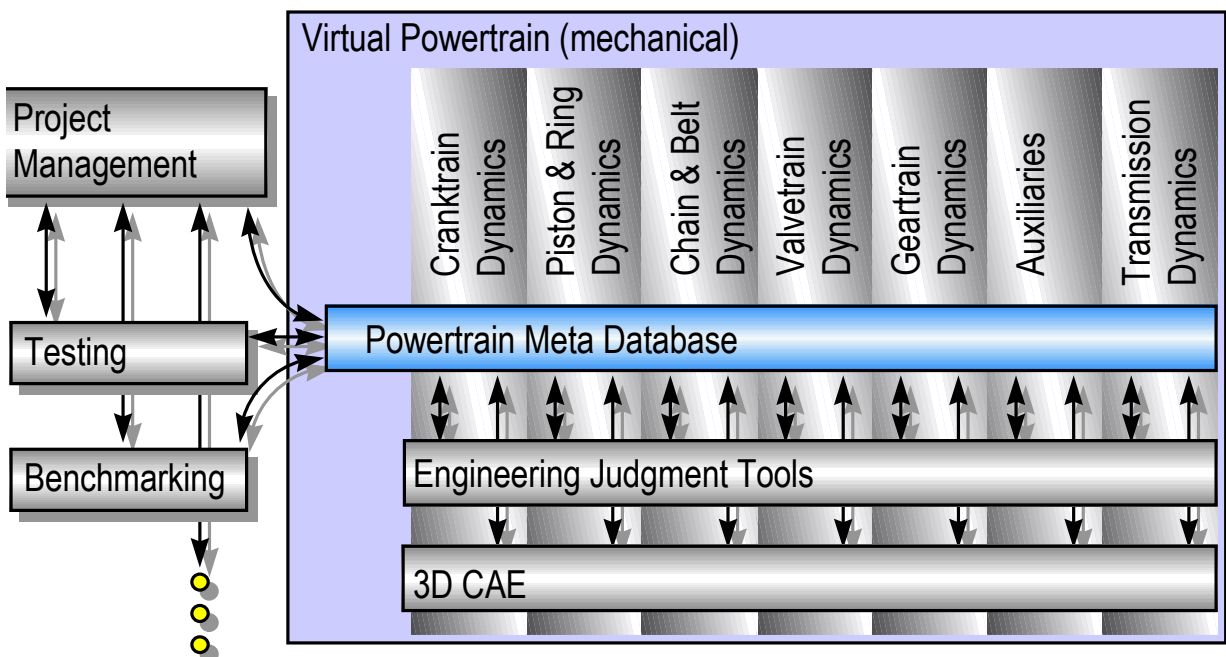 Virtual Powertrain (mechanical)
Project
Management
Cranktrain
Dynamics
Piston & Ring
Dynamics
Chain & Belt
Dynamics
Valvetrain
Dynamics
Geartrain
Dynamics
Auxiliaries
Transmission
Dynamics
Testing
Powertrain Meta Database
Benchmarking
Engineering Judgment Tools
3D CAE